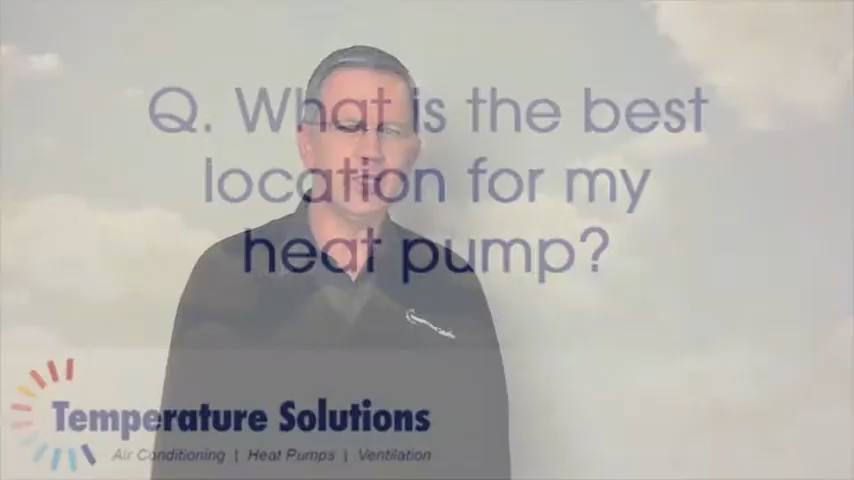 Q. What is the best
location for my
heat pump?
Temperature Solutions
Air Conditioning | Heat Pumps | Ventilation